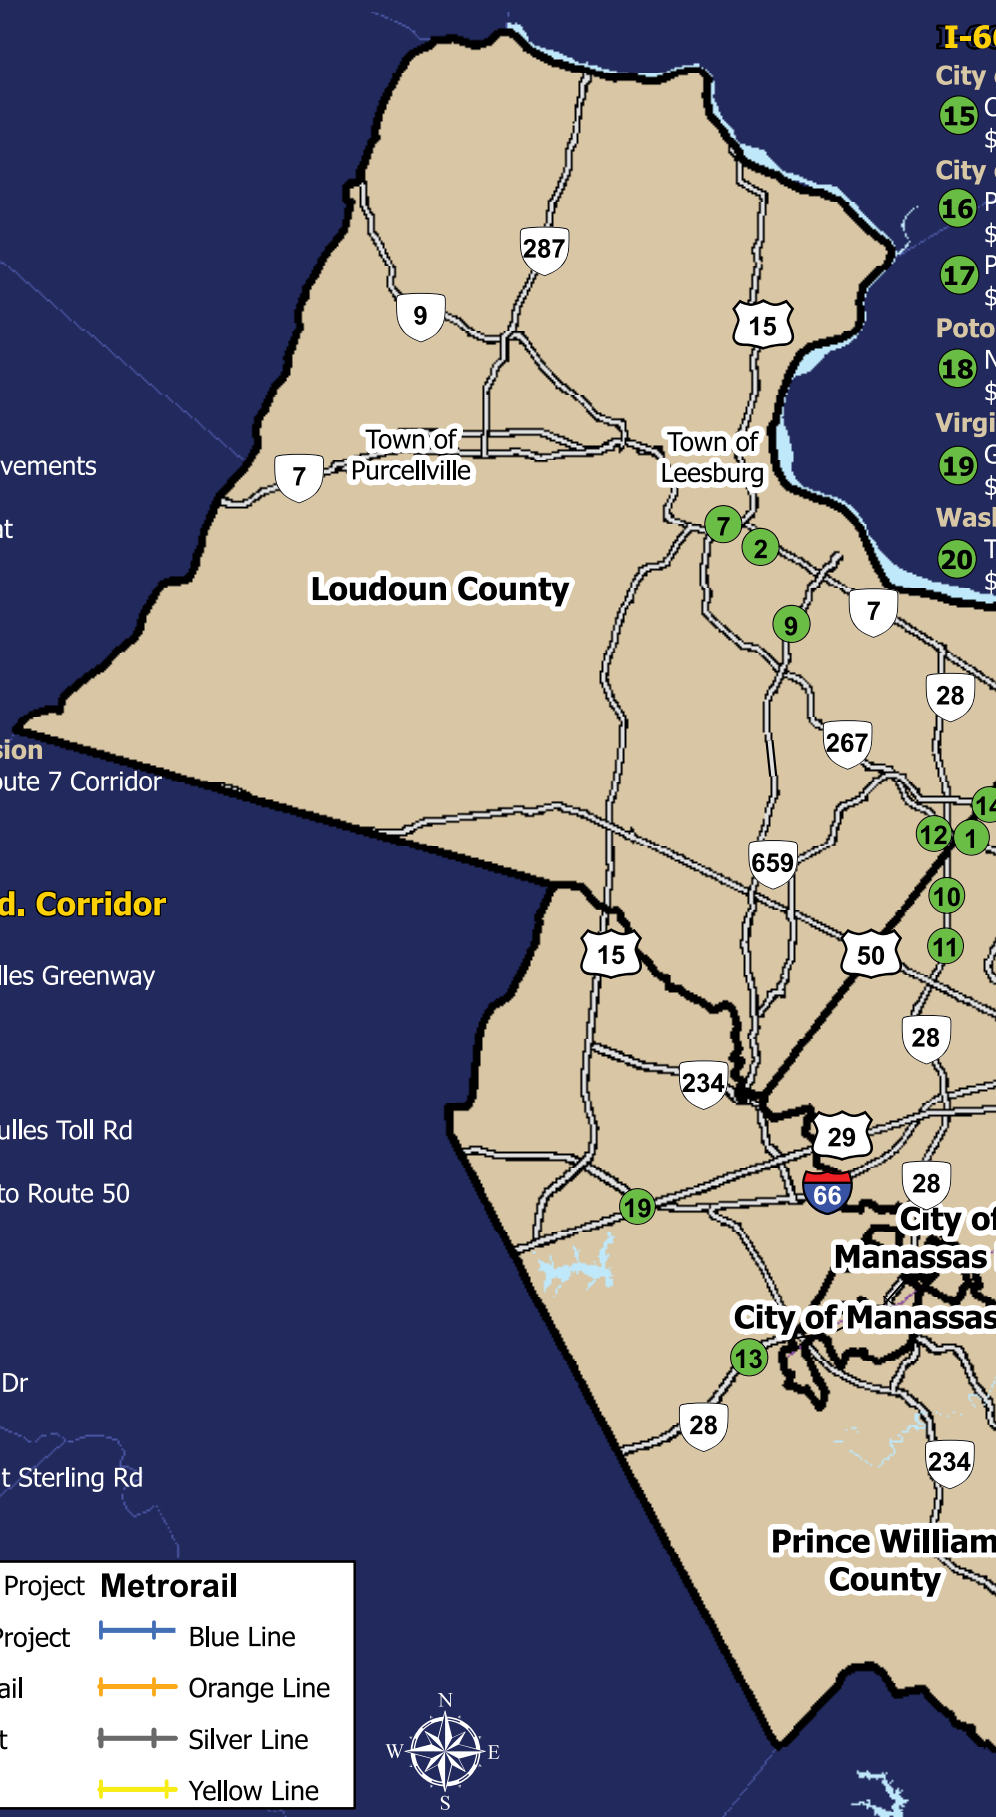 vements
nt
sion
oute 7 Corridor
d. Corridor
lles Greenway
ulles Toll Rd
to Route 50
Dr
t Sterling Rd
Project
Project
ail
t
Metrorail
Blue Line
Orange Line
Silver Line
Yellow Line
N
W E
S
287
9
15
Town of
Purcellville
7
Town of
Leesburg
7
2
Loudoun County
9
7
28
267
14
12
1
659
10
11
15
50
28
234
29
66
28
19
City of
Manassas
City of Manassas
13
28
234
Prince William
County
I-66
City
15
$
City
16 P
$
17 P
$
Poto
18 N
$
Virgi
19 G
$
Wash
20 T
$